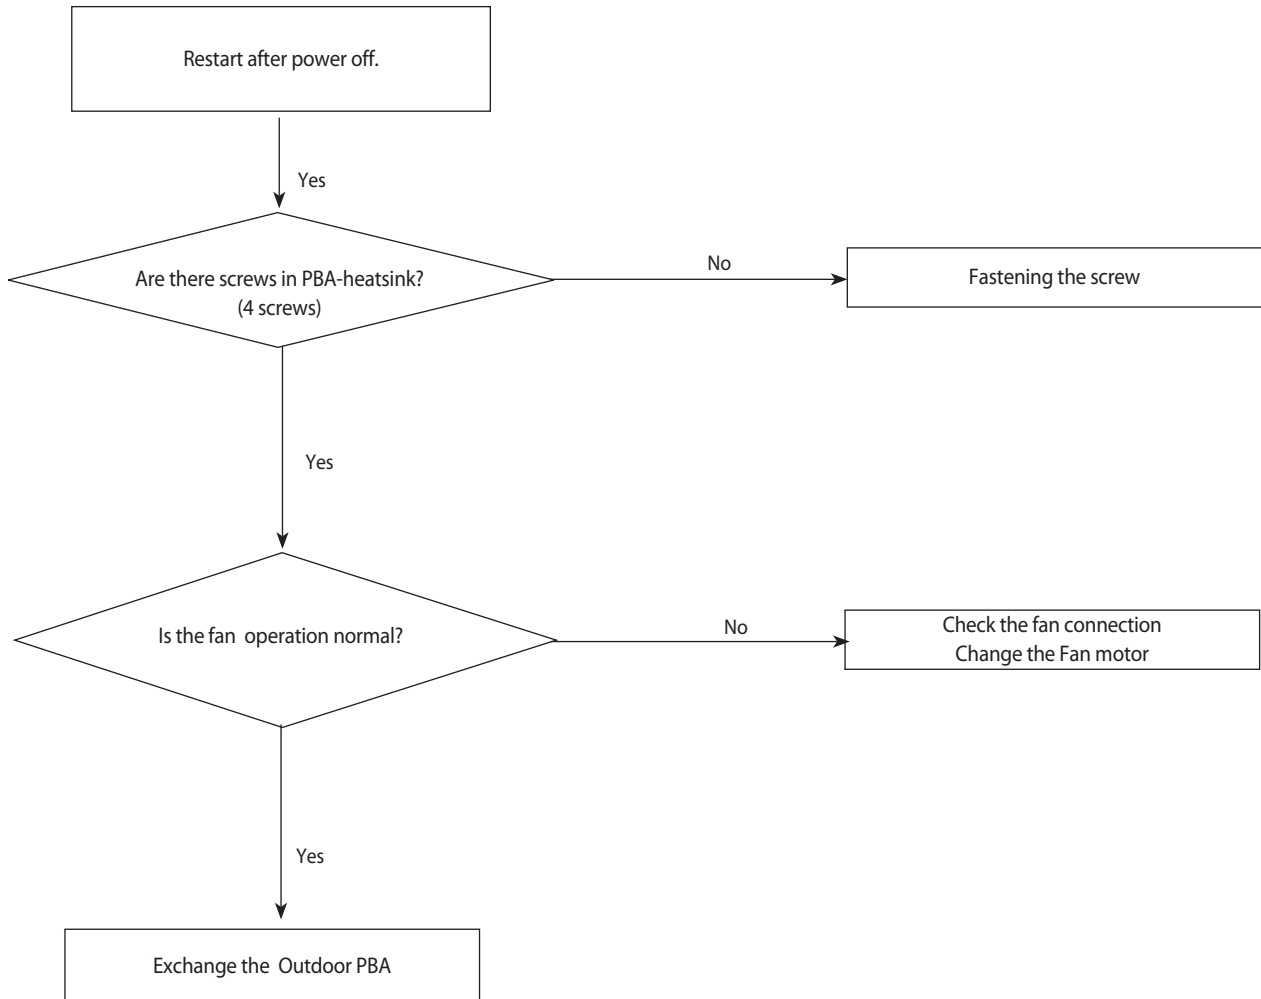 Restart after power off.
Yes
Are there screws in PBA-heatsink?
(4 screws)
No
Fastening the screw
Yes
Is the fan operation normal?
No
Check the fan connection
Change the Fan motor
Yes
Exchange the Outdoor PBA